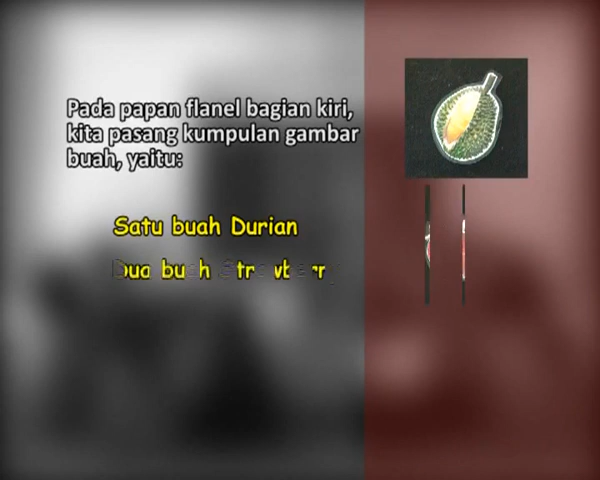 Pada papan flanel bagian kiri,
kita pasang kumpulan gambar
buah, yaitu:
Satu buah Durian
Dua buah